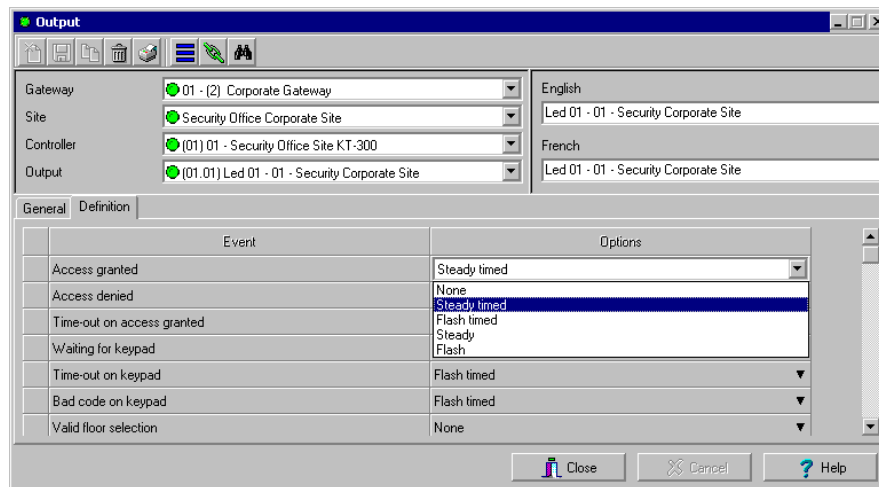 Output
Gateway
01 - (2) Corporate Gateway
English
Site
Security Office Corporate Site
Led 01 - 01 - Security Corporate Site
Controller
(01) 01 - Security Office Site KT-300
French
Output
(01.01) Led 01 - 01 - Security Corporate Site
Led 01 - 01 - Security Corporate Site
General
Definition
Event
Options
Access granted
Steady timed
Access denied
None
Steady timed
Time-out on access granted
Flash timed
Steady
Waiting for keypad
Flash
Time-out on keypad
Flash timed
Bad code on keypad
Flash timed
Valid floor selection
None
Close
Cancel
Help